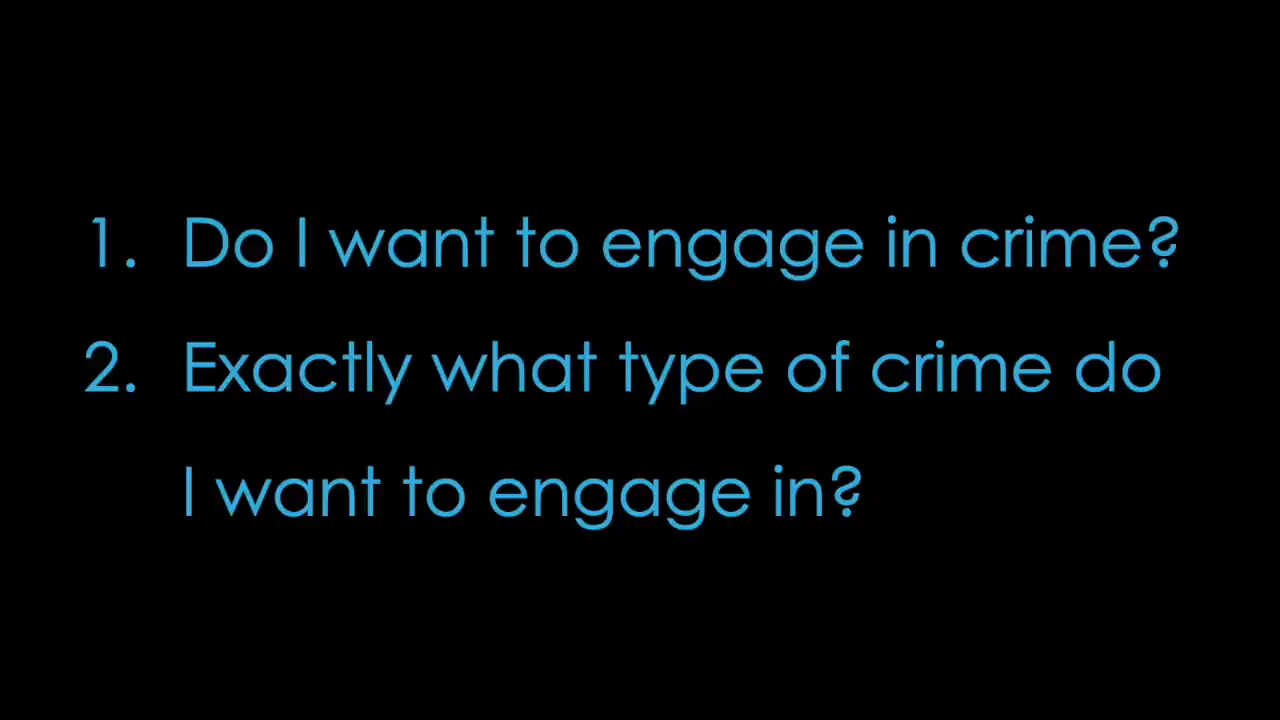 1. Do I want to engage in crime?
2. Exactly what type of crime do
I want to engage in?